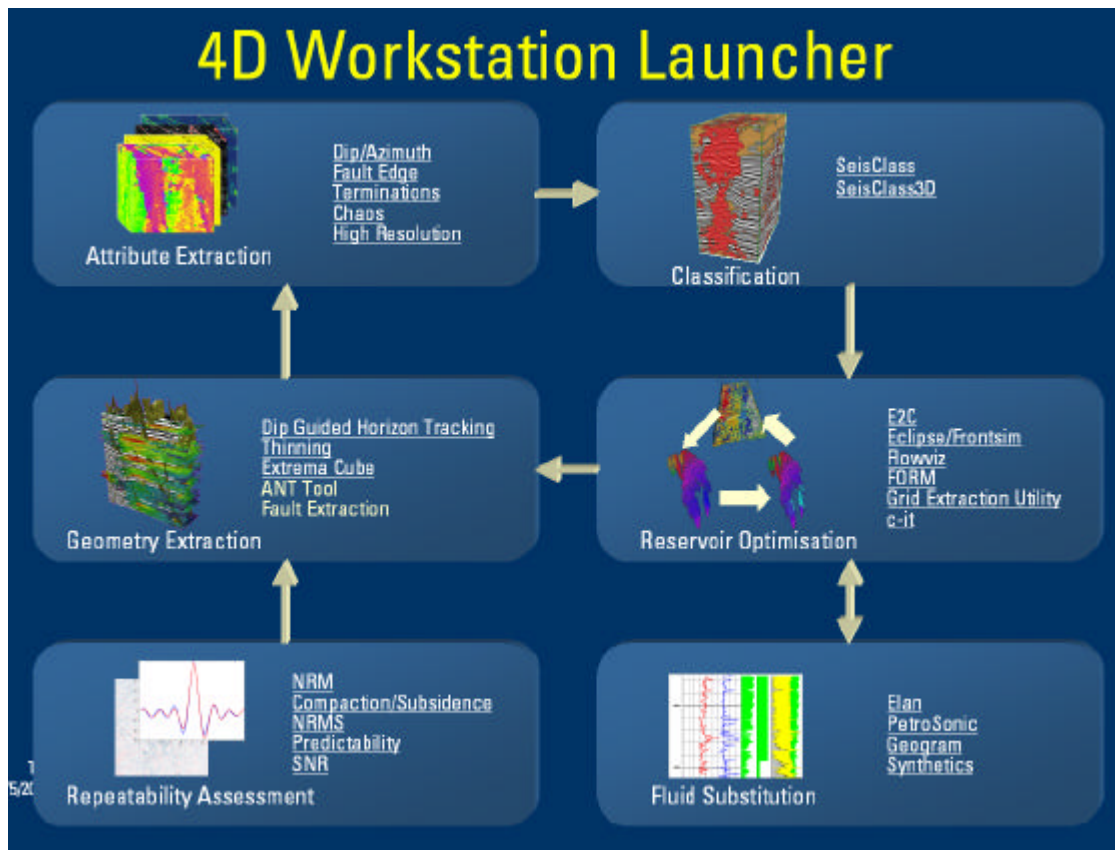 4D Workstation Launcher
Dip/Azimuth
Fault Edge
Terminations
Chaos
High Resolution
Attribute Extraction
SeisClass
SeisClass3D
Classification
Dip Guided Horizon Tracking
Thinning
Extrema Cube
ANT Tool
Fault Extraction
Geometry Extraction
E2C
Eclipse/Frontsim
Flowviz
FORM
Grid Extraction Utility
c-it
Reservoir Optimisation
NRM
Compaction/Subsidence
NRMS
Predictability
SNR
T
5/20
Repeatability Assessment
Elan
PetroSonic
Geogram
Synthetics
Fluid Substitution